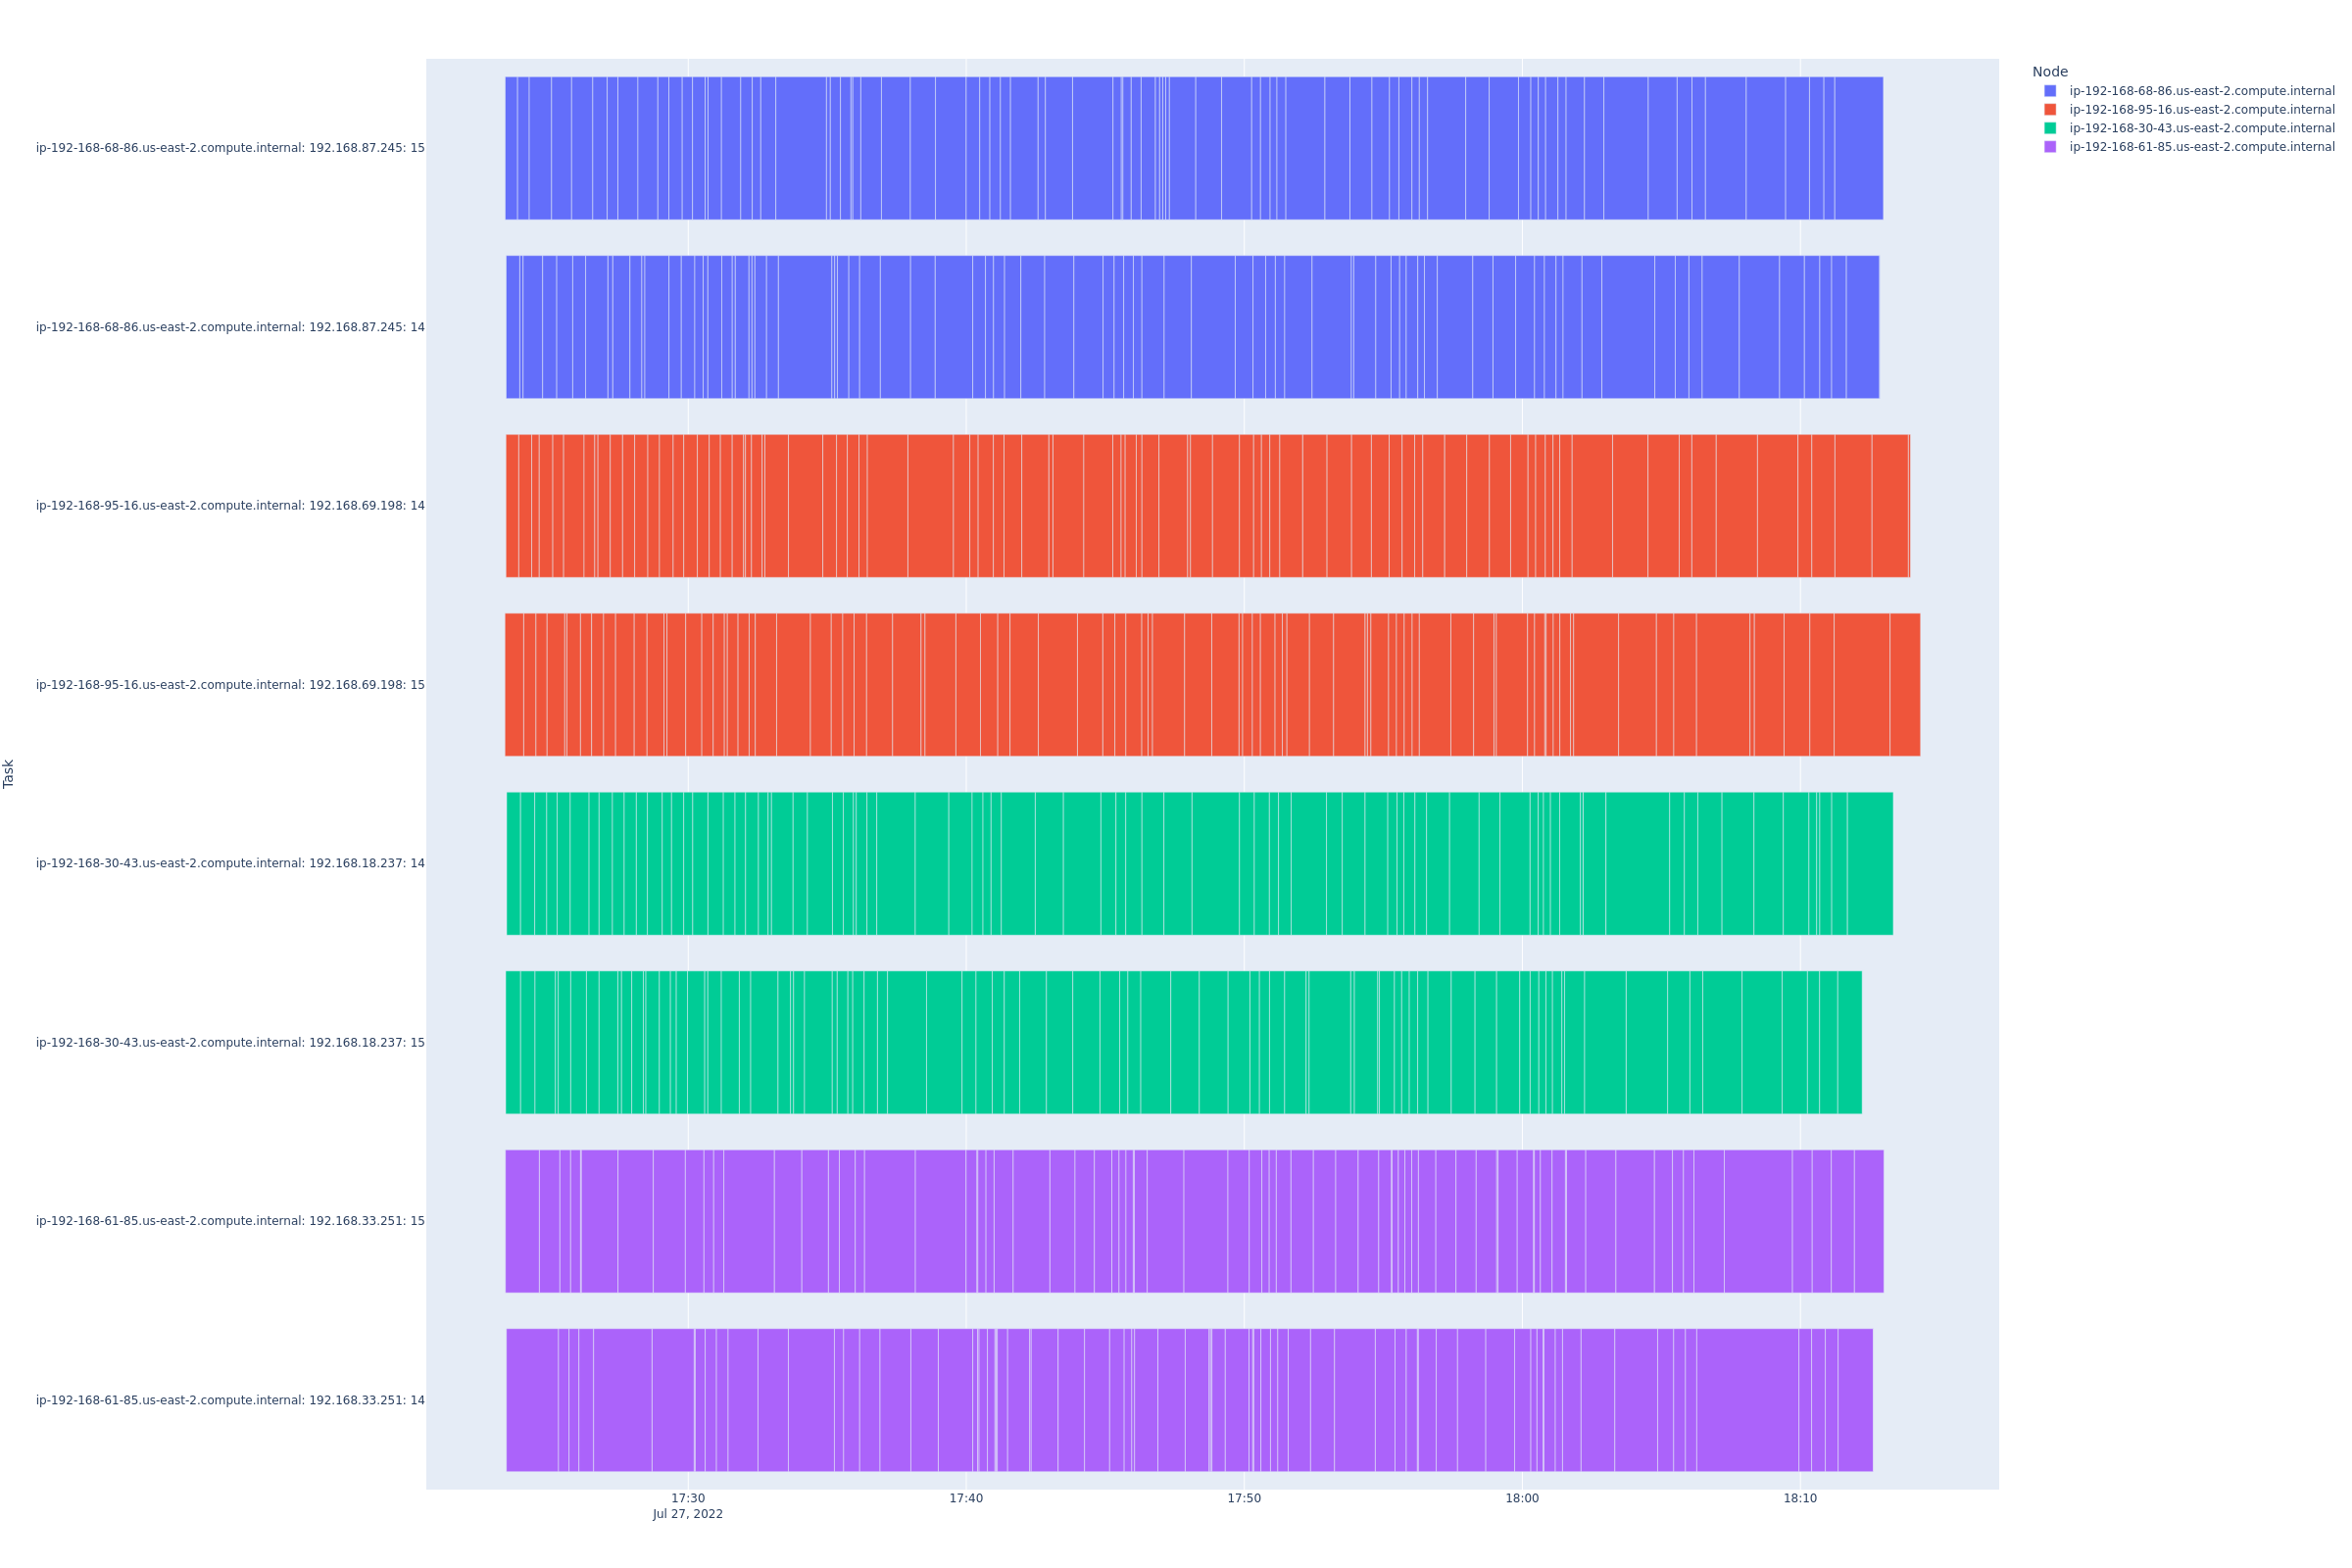 Node
ip-192-168-68-86.us-east-2.compute.internal
ip-192-168-95-16.us-east-2.compute.internal
ip-192-168-30-43.us-east-2.compute.internal
ip-192-168-61-85.us-east-2.compute.internal
ip-192-168-68-86.us-east-2.compute.internal: 192.168.87.245: 15
ip-192-168-68-86.us-east-2.compute.internal: 192.168.87.245: 14
ip-192-168-95-16.us-east-2.compute.internal: 192.168.69.198: 14
ip-192-168-95-16.us-east-2.compute.internal: 192.168.69.198: 15
Task
ip-192-168-30-43.us-east-2.compute.internal: 192.168.18.237: 14
ip-192-168-30-43.us-east-2.compute.internal: 192.168.18.237: 15
ip-192-168-61-85.us-east-2.compute.internal: 192.168.33.251: 15
ip-192-168-61-85.us-east-2.compute.internal: 192.168.33.251: 14
17:30 17:40 17:50 18:00 18:10
Jul 27, 2022